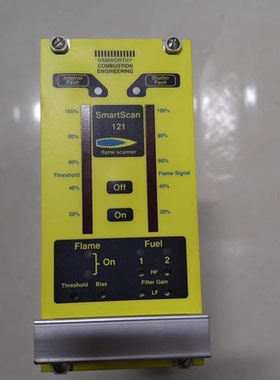 HAMWORTHY
COMBUSTION
ENGINEERING
Internal
Fault
Shutter
Fault
SmartScan
121
flame scanner
100%
80%
60%
Threshold
40%
20%
100%
80%
60%
Flame Signal
40%
20%
Off
On
Flame
On
Threshold
Bias
Fuel
1 2
HF
Filter Gain
LF